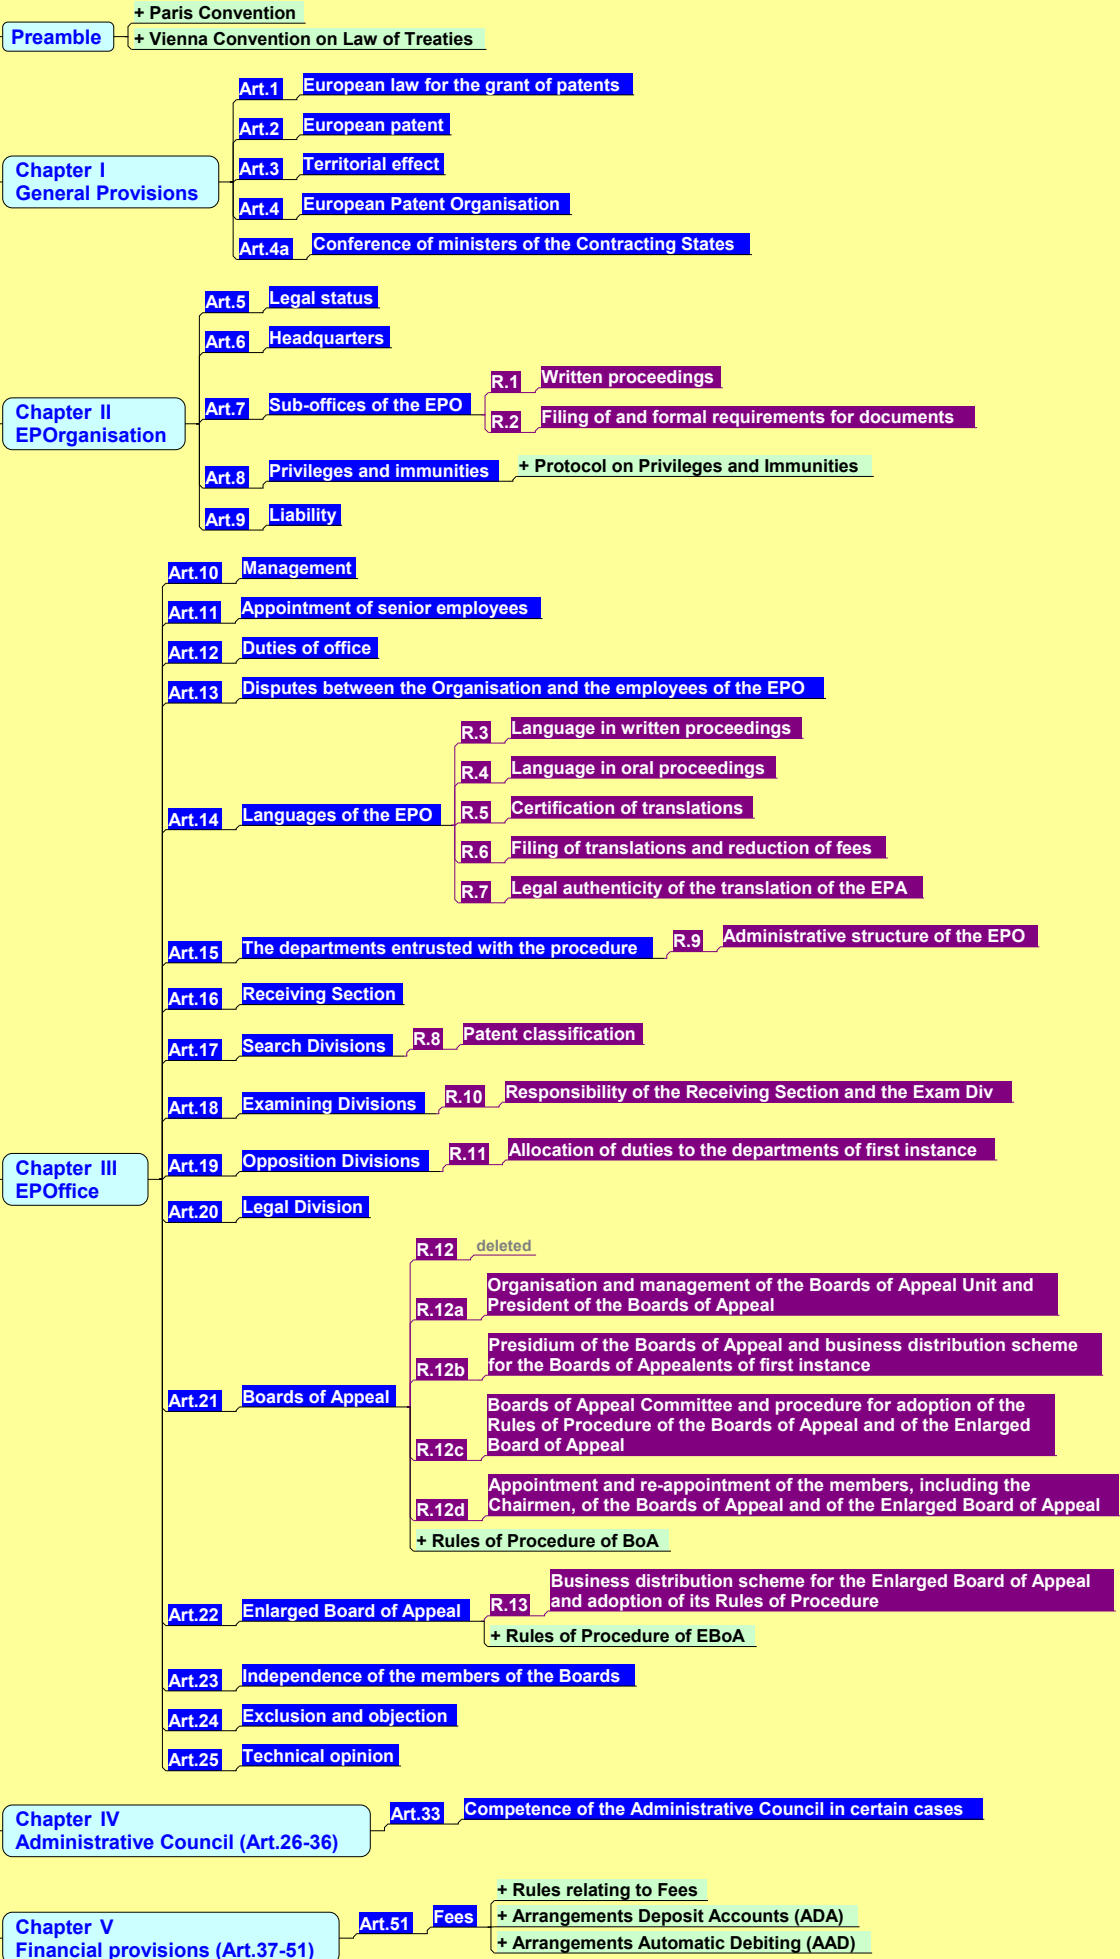 + Paris Convention
Preamble
+ Vienna Convention on Law of Treaties
Art.1 European law for the grant of patents
Art.2 European patent
Chapter I
General Provisions
Art.3 Territorial effect
Art.4 European Patent Organisation
Art.4a Conference of ministers of the Contracting States
Art.5 Legal status
Art.6 Headquarters
Chapter II
EPOrganisation
Art.7 Sub-offices of the EPO
R.1 Written proceedings
R.2 Filing of and formal requirements for documents
Art.8 Privileges and immunities + Protocol on Privileges and Immunities
Art.9 Liability
Chapter III
EPOffice
Art.10 Management
Art.11 Appointment of senior employees
Art.12 Duties of office
Art.13 Disputes between the Organisation and the employees of the EPO
Art.14 Languages of the EPO
R.3 Language in written proceedings
R.4 Language in oral proceedings
R.5 Certification of translations
R.6 Filing of translations and reduction of fees
R.7 Legal authenticity of the translation of the EPA
Art.15 The departments entrusted with the procedure R.9 Administrative structure of the EPO
Art.16 Receiving Section
Art.17 Search Divisions R.8 Patent classification
Art.18 Examining Divisions R.10 Responsibility of the Receiving Section and the Exam Div
Art.19 Opposition Divisions R.11 Allocation of duties to the departments of first instance
Art.20 Legal Division
Art.21 Boards of Appeal
R.12 deleted
R.12a Organisation and management of the Boards of Appeal Unit and
President of the Boards of Appeal
R.12b Presidium of the Boards of Appeal and business distribution scheme
for the Boards of Appealents of first instance
R.12c Boards of Appeal Committee and procedure for adoption of the
Rules of Procedure of the Boards of Appeal and of the Enlarged
Board of Appeal
R.12d Appointment and re-appointment of the members, including the
Chairmen, of the Boards of Appeal and of the Enlarged Board of Appeal
+ Rules of Procedure of BoA
Art.22 Enlarged Board of Appeal
R.13 Business distribution scheme for the Enlarged Board of Appeal
and adoption of its Rules of Procedure
+ Rules of Procedure of EBoA
Art.23 Independence of the members of the Boards
Art.24 Exclusion and objection
Art.25 Technical opinion
Chapter IV
Administrative Council (Art.26-36)
Art.33 Competence of the Administrative Council in certain cases
Chapter V
Financial provisions (Art.37-51)
Art.51 Fees
+ Rules relating to Fees
+ Arrangements Deposit Accounts (ADA)
+ Arrangements Automatic Debiting (AAD)